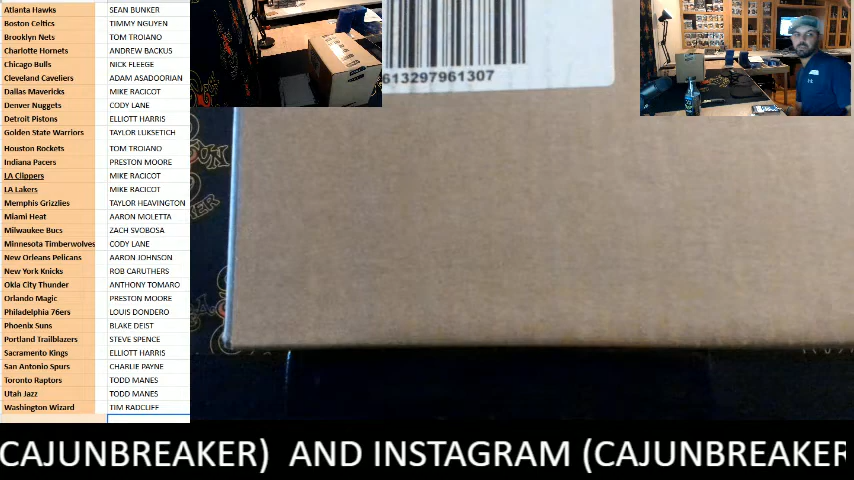 Atlanta Hawks SEAN BUNKER
Boston Celtics TIMMY NGUYEN
Brooklyn Nets TOM TROIANO
Charlotte Hornets ANDREW BACKUS
Chicago Bulls NICK FLEEGE
Cleveland Cavaliers ADAM ASADOORIAN
Dallas Mavericks MIKE RACICOT
Denver Nuggets CODY LANE
Detroit Pistons ELLIOTT HARRIS
Golden State Warriors TAYLOR LUKSETICH
Houston Rockets TOM TROIANO
Indiana Pacers PRESTON MOORE
LA Clippers MIKE RACICOT
LA Lakers MIKE RACICOT
Memphis Grizzlies TAYLOR HEAVINGTON
Miami Heat AARON MOLETTA
Milwaukee Bucs ZACH SVOBOSA
Minnesota Timberwolves CODY LANE
New Orleans Pelicans AARON JOHNSON
New York Knicks ROB CARUTHERS
Okla City Thunder ANTHONY TOMARO
Orlando Magic PRESTON MOORE
Philadelphia 76ers LOUIS DONDERO
Phoenix Suns BLAKE DEIST
Portland Trailblazers STEVE SPENCE
Sacramento Kings ELLIOTT HARRIS
San Antonio Spurs CHARLIE PAYNE
Toronto Raptors TODD MANES
Utah Jazz TODD MANES
Washington Wizard TIM RADCLIFF
613297961307
CAJUNBREAKER) AND INSTAGRAM (CAJUNBREAKER